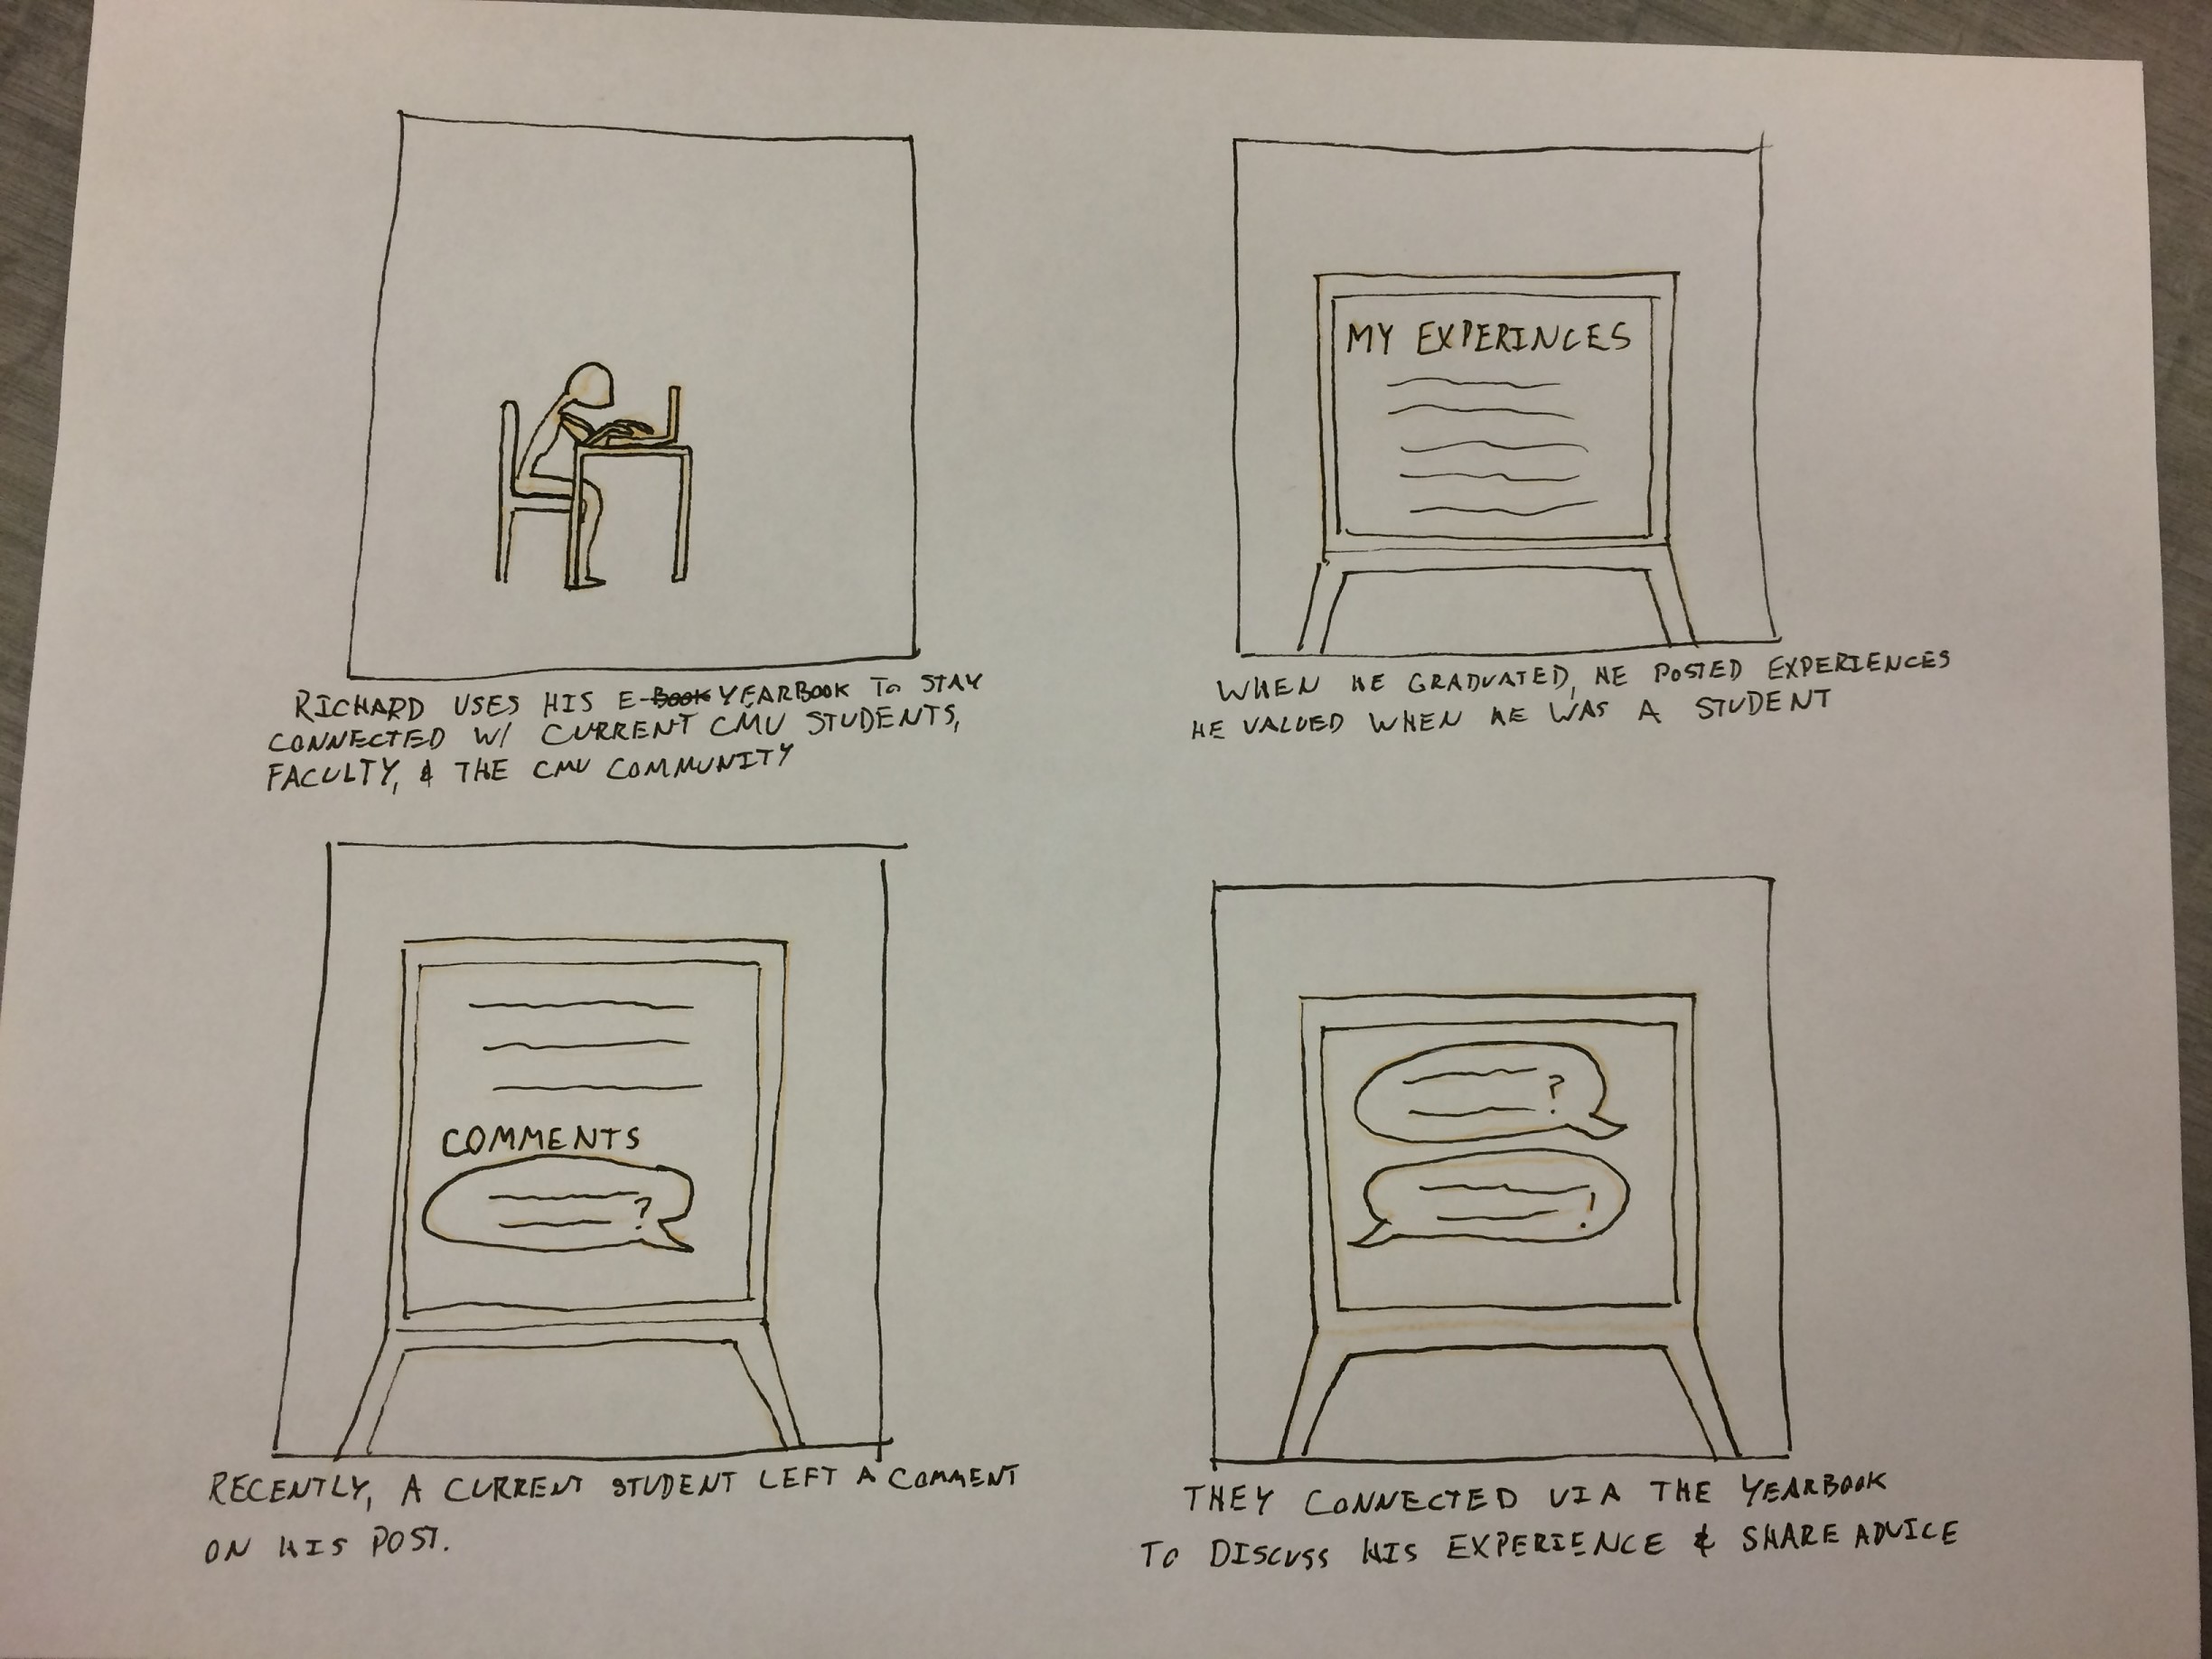 RICHARD USES HIS E-BOOK YEARBOOK TO STAY
CONNECTED W/ CURRENT CMU STUDENTS,
FACULTY, & THE CMU COMMUNITY
MY EXPERINCES
WHEN HE GRADUATED, HE POSTED EXPERIENCES
HE VALUED WHEN HE WAS A STUDENT
COMMENTS
?
RECENTLY, A CURRENT STUDENT LEFT A COMMENT
ON HIS POST.
?
!
THEY CONNECTED VIA THE YEARBOOK
TO DISCUSS HIS EXPERIENCE & SHARE ADVICE